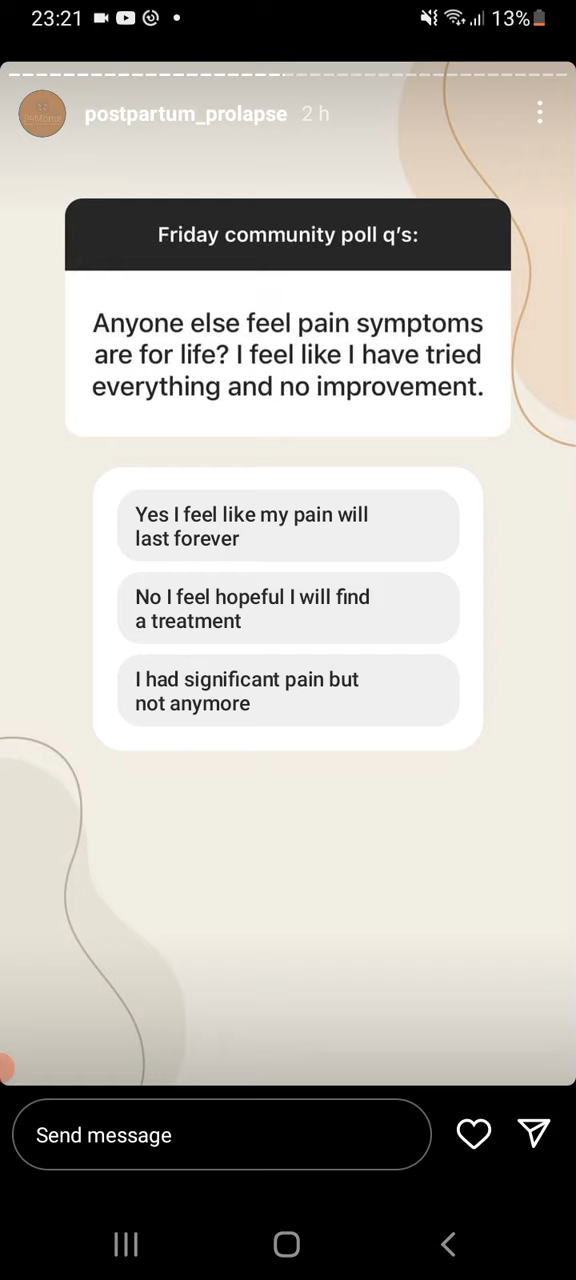 23:21
13%
postpartum_prolapse 2 h
Friday community poll q's:
Anyone else feel pain symptoms
are for life? I feel like I have tried
everything and no improvement.
Yes I feel like my pain will
last forever
No I feel hopeful I will find
a treatment
I had significant pain but
not anymore
Send message